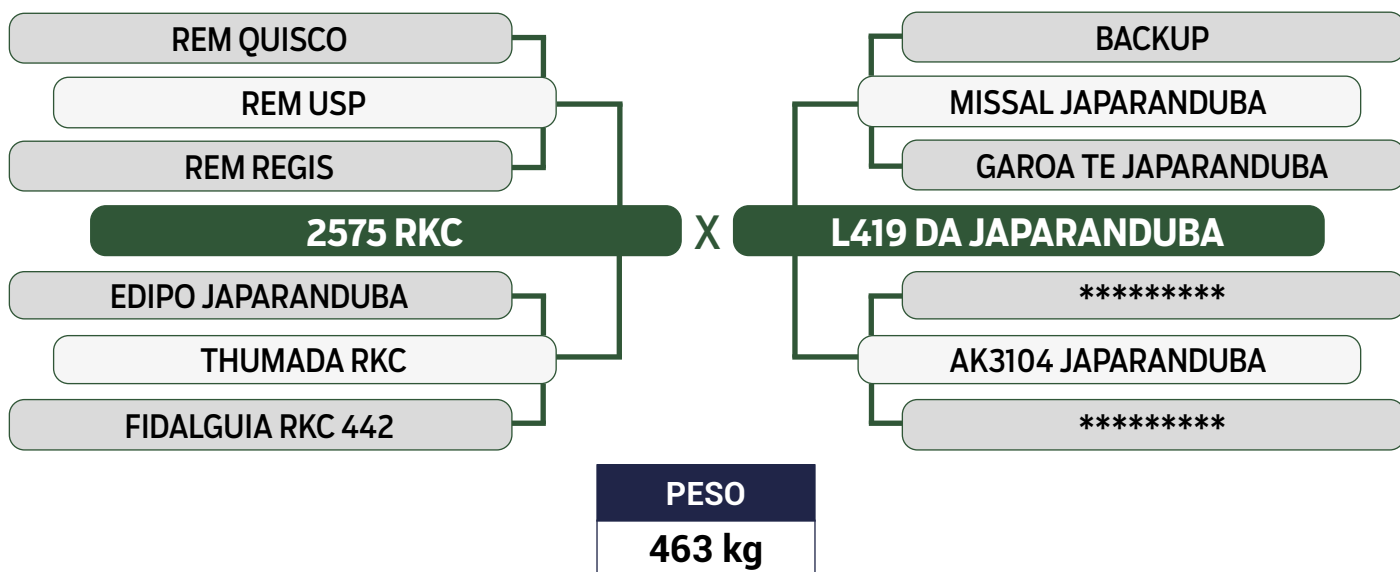 REM QUISCO
BACKUP
REM USP
MISSAL JAPARANDUBA
REM REGIS
GAROA TE JAPARANDUBA
2575 RKC X L419 DA JAPARANDUBA
EDIPO JAPARANDUBA
*********
THUMADA RKC
AK3104 JAPARANDUBA
FIDALGUIA RKC 442
*********
PESO
463 kg